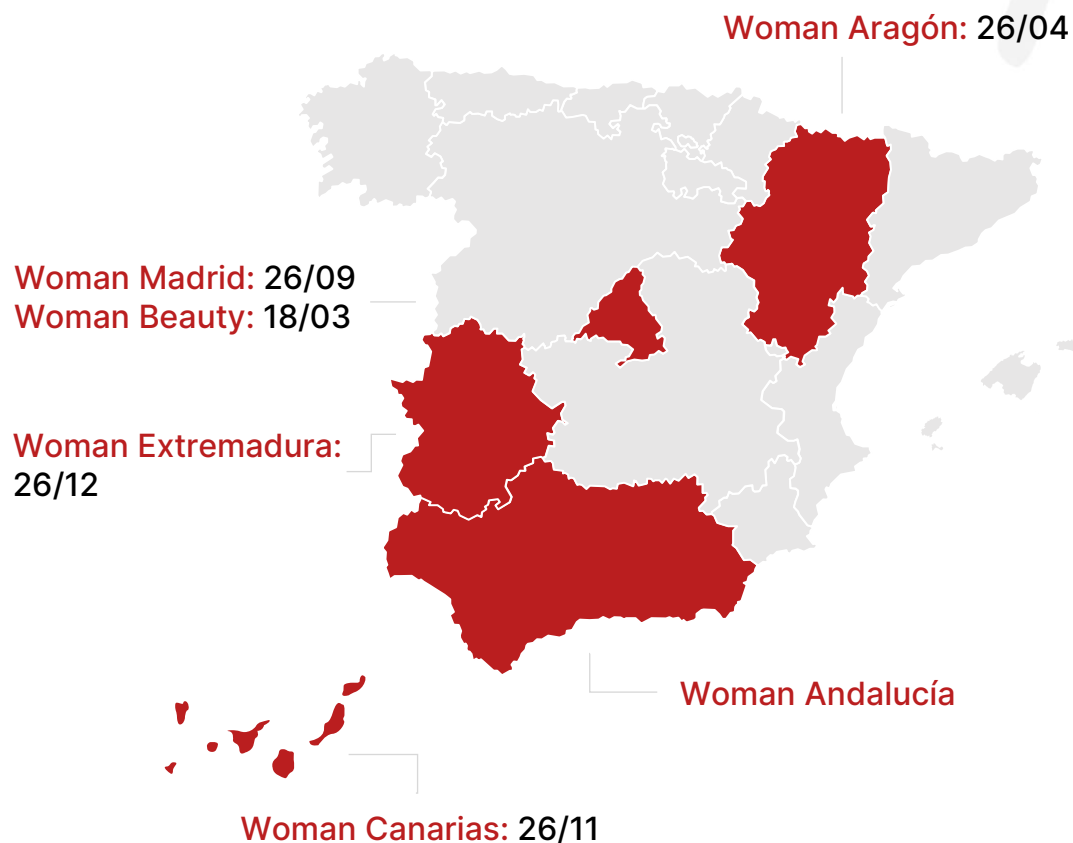 Woman Aragón: 26/04
Woman Madrid: 26/09
Woman Beauty: 18/03
Woman Extremadura:
26/12
Woman Andalucía
Woman Canarias: 26/11